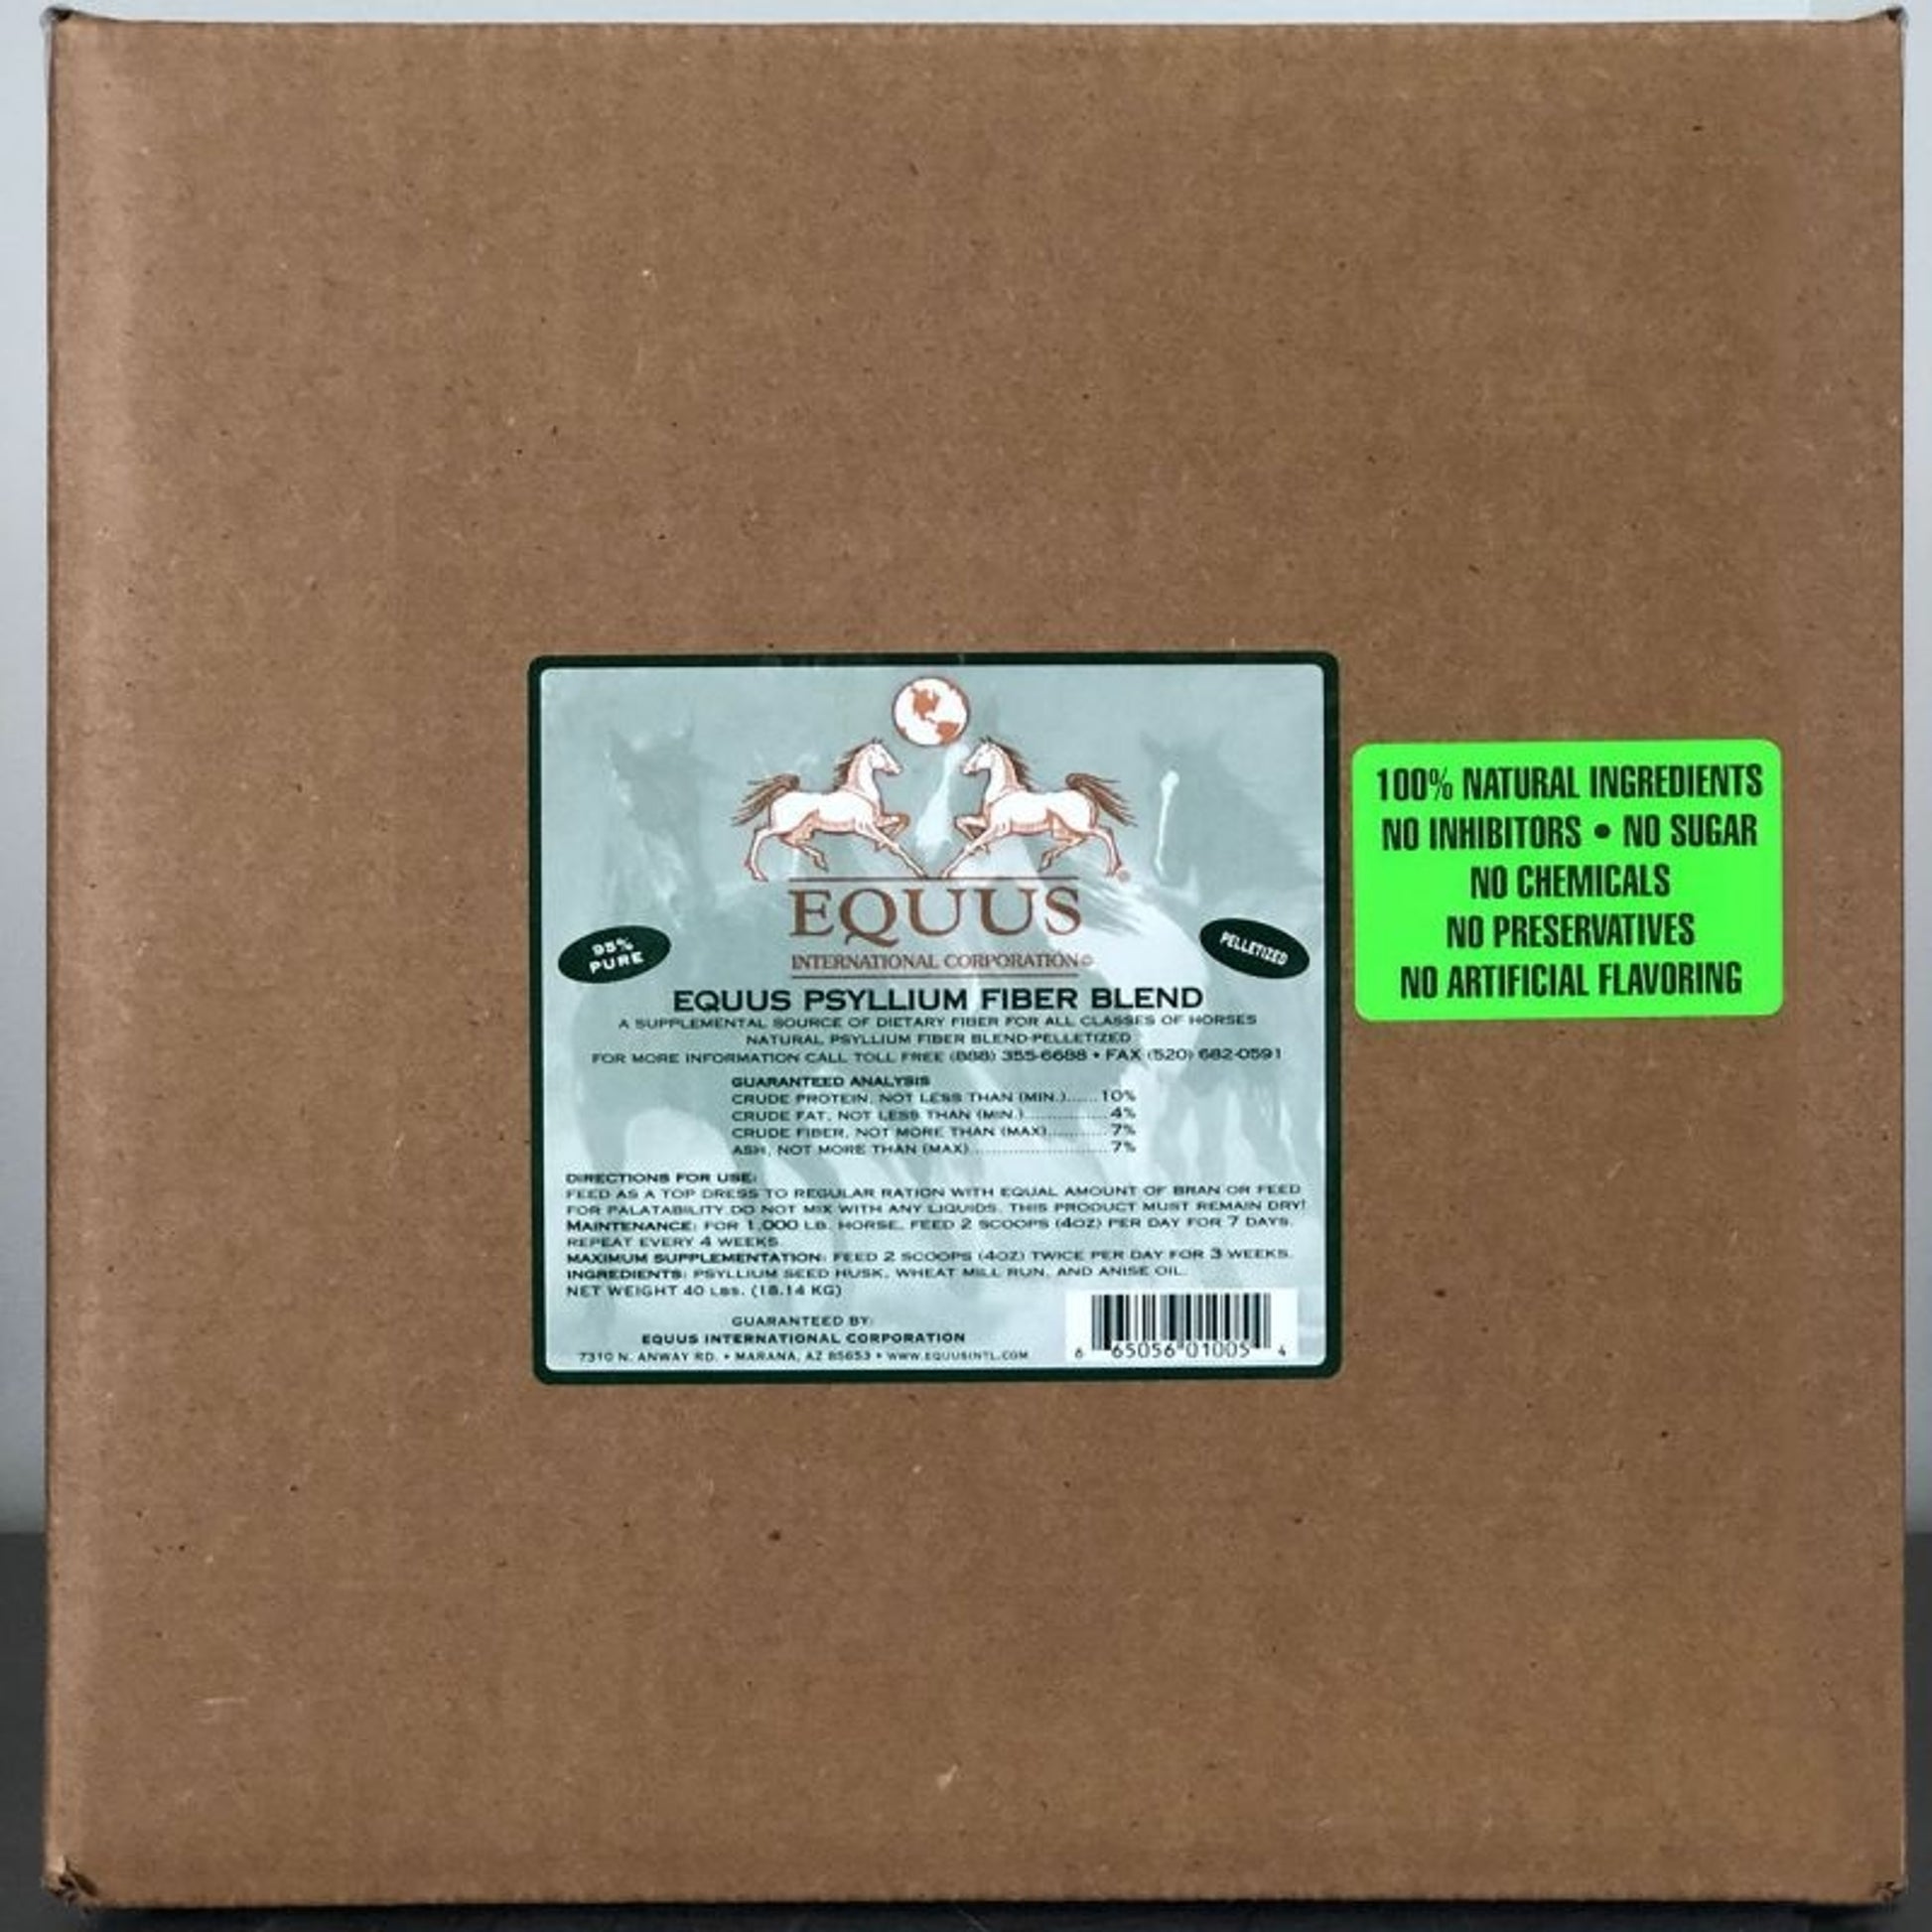 EQUUS
INTERNATIONAL CORPORATION©
95%
PURE
PELLETIZED
EQUUS PSYLLIUM FIBER BLEND
A SUPPLEMENTAL SOURCE OF DIETARY FIBER FOR ALL CLASSES OF HORSES
NATURAL PSYLLIUM FIBER BLEND-PELLETIZED
FOR MORE INFORMATION CALL TOLL FREE (888) 355-6688 • FAX (520) 682-0591
GUARANTEED ANALYSIS
CRUDE PROTEIN, NOT LESS THAN (MIN.)......10%
CRUDE FAT, NOT LESS THAN (MIN.)................4%
CRUDE FIBER, NOT MORE THAN (MAX)............7%
ASH, NOT MORE THAN (MAX)..........................7%
DIRECTIONS FOR USE:
FEED AS A TOP DRESS TO REGULAR RATION WITH EQUAL AMOUNT OF BRAN OR FEED
FOR PALATABILITY DO NOT MIX WITH ANY LIQUIDS. THIS PRODUCT MUST REMAIN DRY!
MAINTENANCE: FOR 1,000 LB. HORSE, FEED 2 SCOOPS (4OZ) PER DAY FOR 7 DAYS.
REPEAT EVERY 4 WEEKS.
MAXIMUM SUPPLEMENTATION: FEED 2 SCOOPS (4OZ) TWICE PER DAY FOR 3 WEEKS.
INGREDIENTS: PSYLLIUM SEED HUSK, WHEAT MILL RUN, AND ANISE OIL.
NET WEIGHT 40 LBS. (18.14 KG)
GUARANTEED BY:
EQUUS INTERNATIONAL CORPORATION
7310 N. ANWAY RD. • MARANA, AZ 85653 • WWW.EQUUSINTL.COM
8 65056 01005 4
100% NATURAL INGREDIENTS
NO INHIBITORS • NO SUGAR
NO CHEMICALS
NO PRESERVATIVES
NO ARTIFICIAL FLAVORING